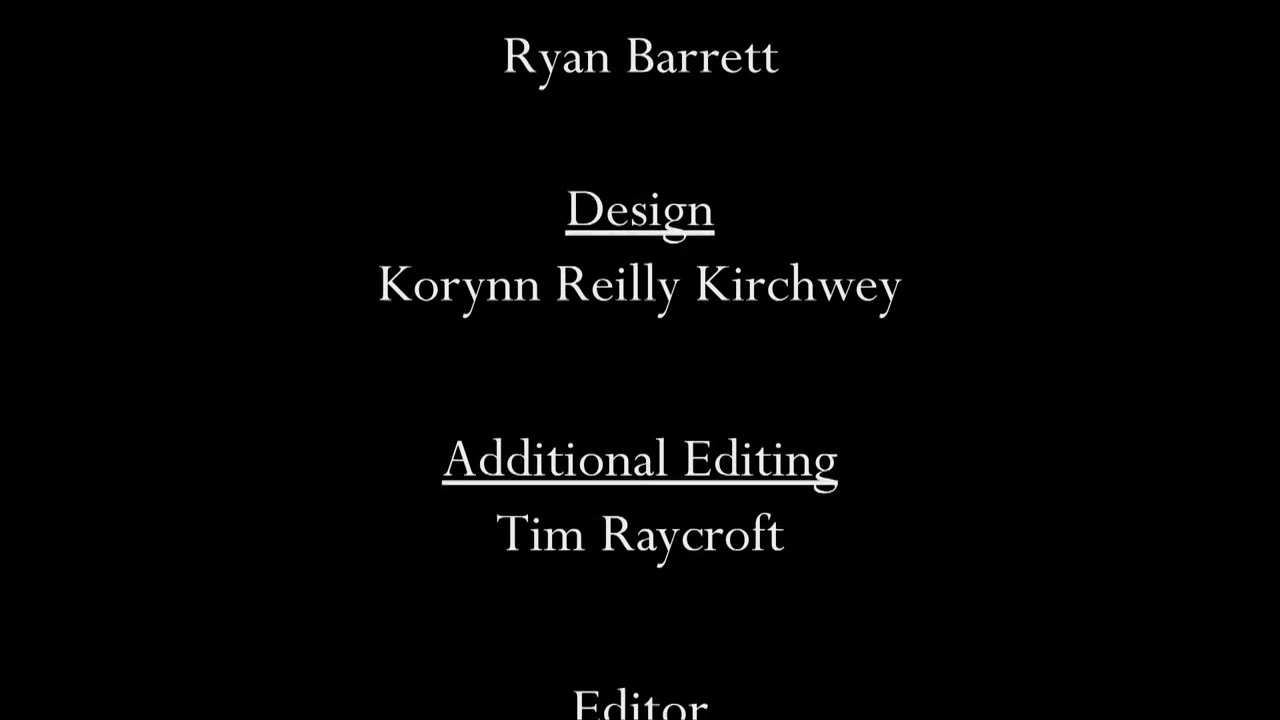 Ryan Barrett
Design
Korynn Reilly Kirchwey
Additional Editing
Tim Raycroft
Editor